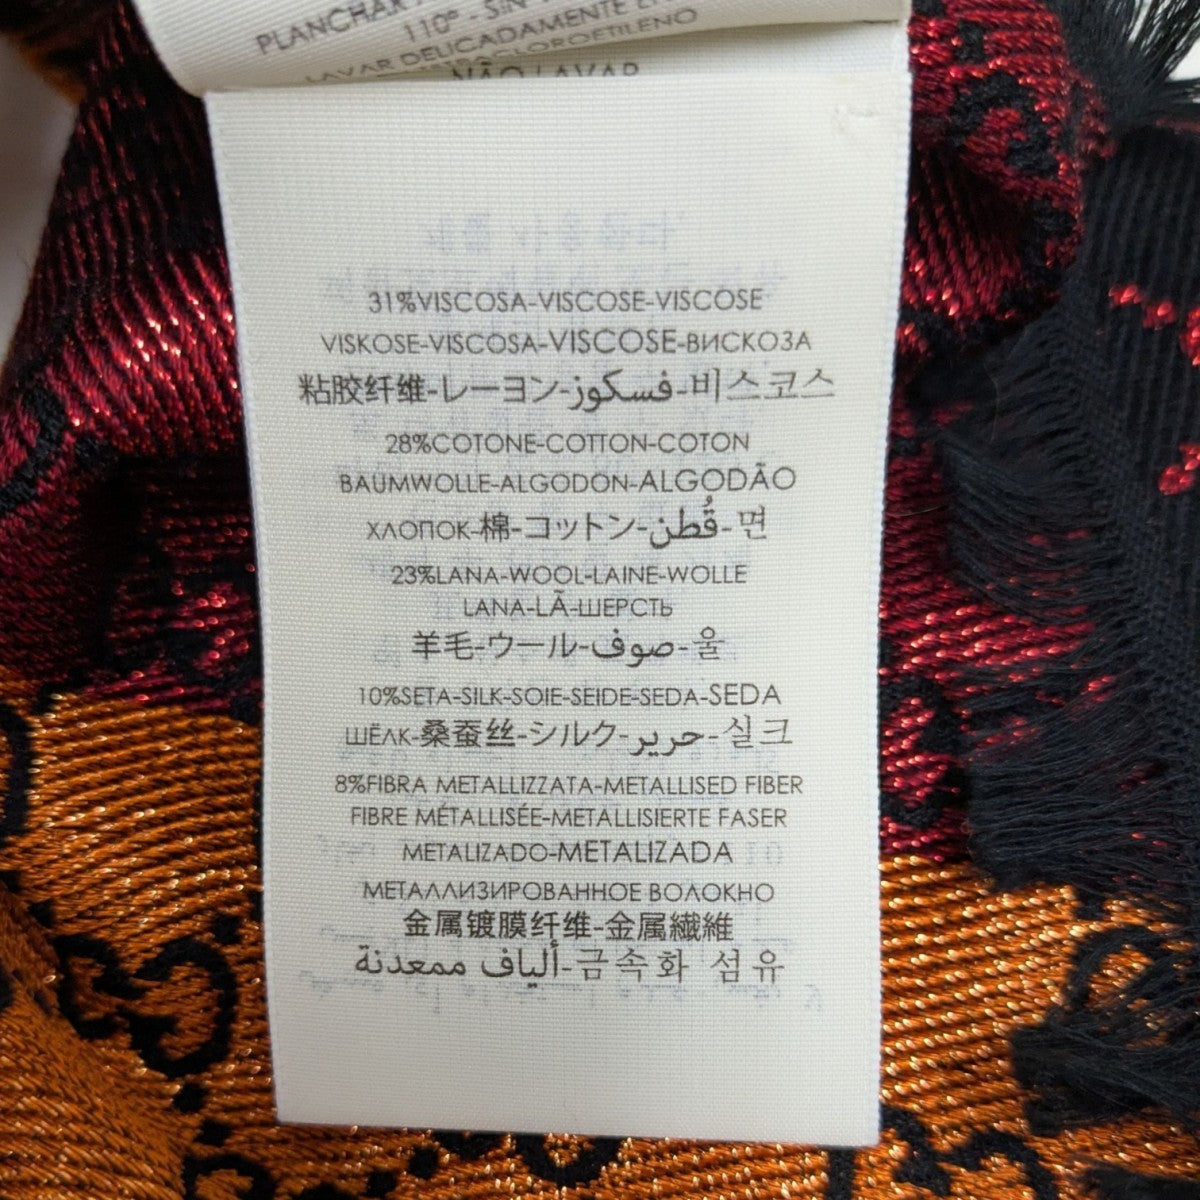 PLANCHAR
110° - SIN
LAVAR DELICADAMENTE
NÃO LAVAR
31%VISCOSA-VISCOSE-VISCOSE
VISKOSE-VISCOSA-VISCOSE-ВИСКОЗА
粘胶纤维-レーヨン-فسكوز-비스코스
28%COTONE-COTTON-COTON
BAUMWOLLE-ALGODON-ALGODÃO
ХЛОПОК-棉-コットン-قُطن-면
23%LANA-WOOL-LAINE-WOLLE
LANA-LÃ-ШЕРСТЬ
羊毛-ウール-صوف-울
10%SETA-SILK-SOIE-SEIDE-SEDA-SEDA
ШЁЛК-桑蚕丝-シルク-حرير-실크
8%FIBRA METALLIZZATA-METALLISED FIBER
FIBRE MÉTALLISÉE-METALLISIERTE FASER
METALIZADO-METALIZADA
МЕТАЛЛИЗИРОВАННОЕ ВОЛОКНО
金属镀膜纤维-金属繊維
ألياف ممعدنة-금속화 섬유